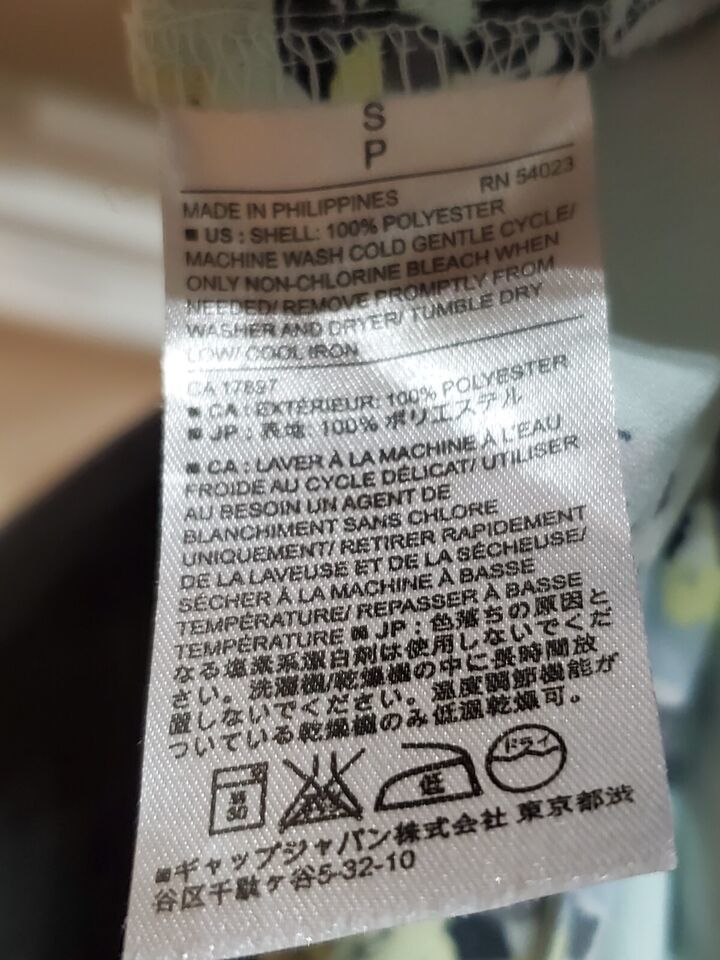 S
P
RN 54023
MADE IN PHILIPPINES
■ US : SHELL: 100% POLYESTER
MACHINE WASH COLD GENTLE CYCLE/
ONLY NON-CHLORINE BLEACH WHEN
NEEDED/ REMOVE PROMPTLY FROM
WASHER AND DRYER/ TUMBLE DRY
LOW/ COOL IRON
CA 17897
■ CA : EXTÉRIEUR: 100% POLYESTER
■ JP : 表地: 100% ポリエステル
■ CA : LAVER À LA MACHINE À L'EAU
FROIDE AU CYCLE DÉLICAT/ UTILISER
AU BESOIN UN AGENT DE
BLANCHIMENT SANS CHLORE
UNIQUEMENT/ RETIRER RAPIDEMENT
DE LA LAVEUSE ET DE LA SÉCHEUSE/
SÉCHER À LA MACHINE À BASSE
TEMPÉRATURE/ REPASSER À BASSE
TEMPÉRATURE ■ JP : 色落ちの原因と
なる塩素系漂白剤は使用しないでくだ
さい。洗濯機/乾燥機の中に長時間放
置しないでください。温度調節機能が
ついている乾燥機のみ低温乾燥可。
弱
30
低
ドライ
■ギャップジャパン株式会社 東京都渋
谷区千駄ヶ谷5-32-10